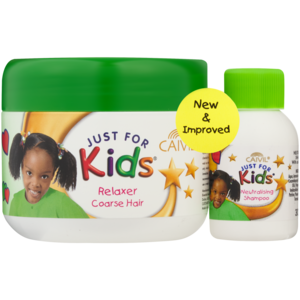 New
&
Improved
CAIVIL
JUST FOR
Kids®
Relaxer
Coarse Hair
CAIVIL
JUST FOR
Kids
Neutralising
Shampoo